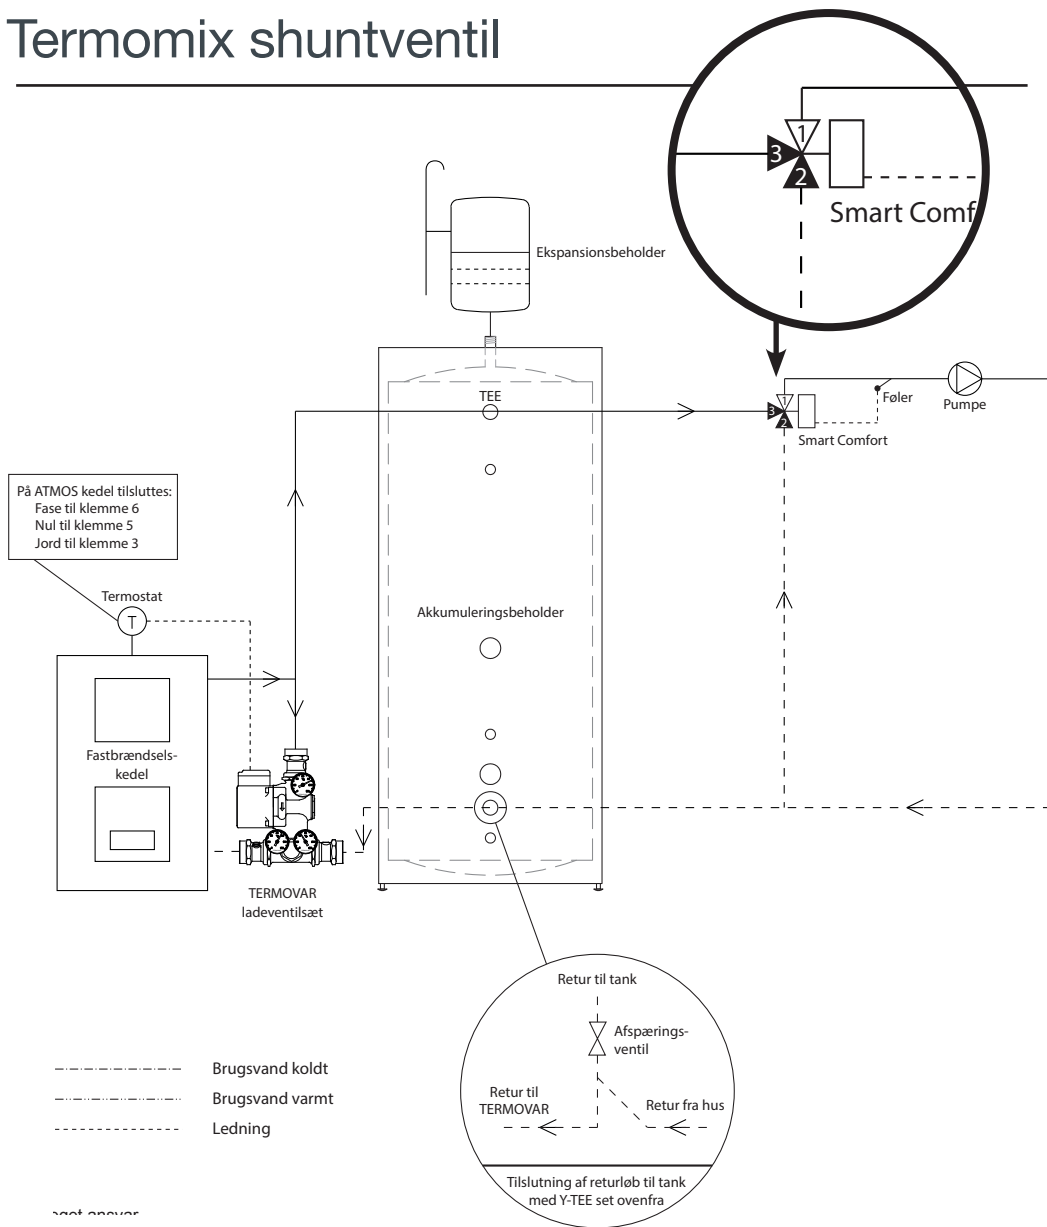 Termomix shuntventil
1
3
2
Smart Comf
Ekspansionsbeholder
TEE
1
3
2
Føler
Pumpe
Smart Comfort
På ATMOS kedel tilsluttes:
Fase til klemme 6
Nul til klemme 5
Jord til klemme 3
Termostat
T
Akkumuleringsbeholder
Fastbrændsels-
kedel
TERMOVAR
ladeventilsæt
Retur til tank
Afspærings-
ventil
Retur til
TERMOVAR
Retur fra hus
Tilslutning af returløb til tank
med Y-TEE set ovenfra
Brugsvand koldt
Brugsvand varmt
Ledning
ansvar